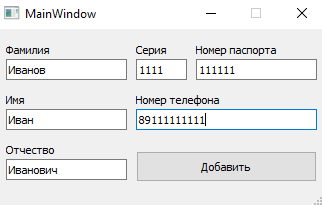 MainWindow
Фамилия Серия Номер паспорта
Иванов 1111 111111
Имя Номер телефона
Иван 89111111111
Отчество
Иванович Добавить